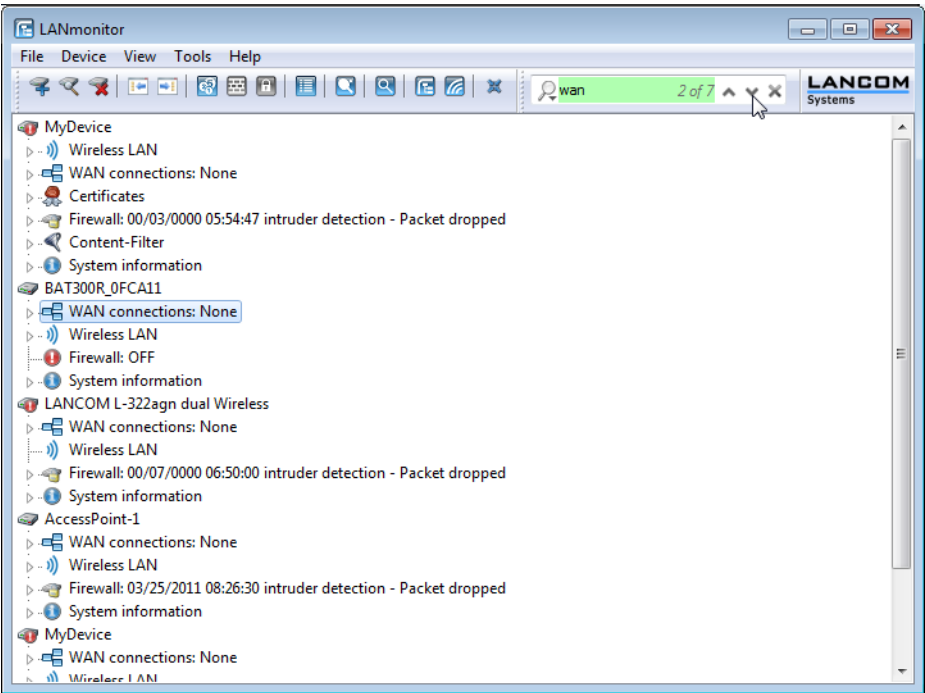 LANmonitor
File Device View Tools Help
wan 2 of 7
LANCOM
Systems
MyDevice
Wireless LAN
WAN connections: None
Certificates
Firewall: 00/03/0000 05:54:47 intruder detection - Packet dropped
Content-Filter
System information
BAT300R_0FCA11
WAN connections: None
Wireless LAN
Firewall: OFF
System information
LANCOM L-322agn dual Wireless
WAN connections: None
Wireless LAN
Firewall: 00/07/0000 06:50:00 intruder detection - Packet dropped
System information
AccessPoint-1
WAN connections: None
Wireless LAN
Firewall: 03/25/2011 08:26:30 intruder detection - Packet dropped
System information
MyDevice
WAN connections: None
Wireless LAN